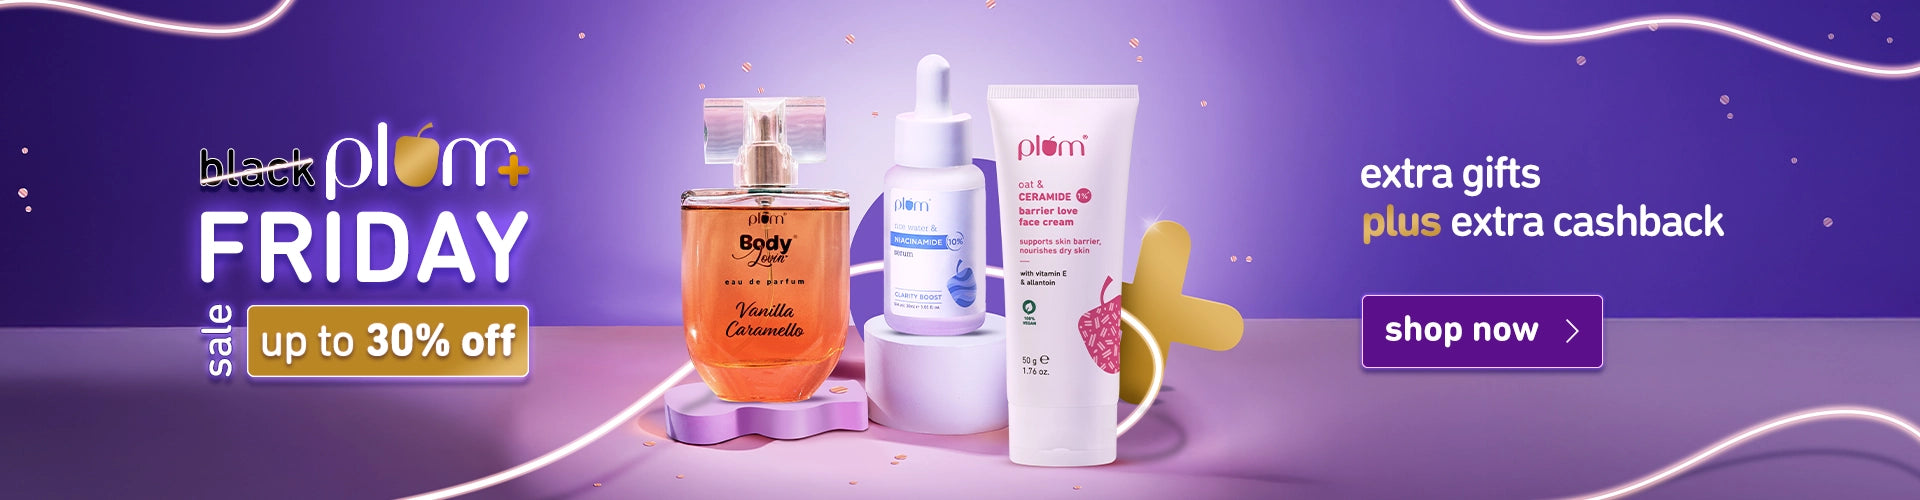 black plum+
FRIDAY
sale
up to 30% off
plum®
Body
Lovin'
eau de parfum
Vanilla
Caramello
plum®
rice water &
NIACINAMIDE 10%
serum
CLARITY BOOST
plum®
oat &
CERAMIDE 1%
barrier love
face cream
supports skin barrier,
nourishes dry skin
with vitamin E
& allantoin
100%
VEGAN
50 g e
1.76 oz.
extra gifts
plus extra cashback
shop now